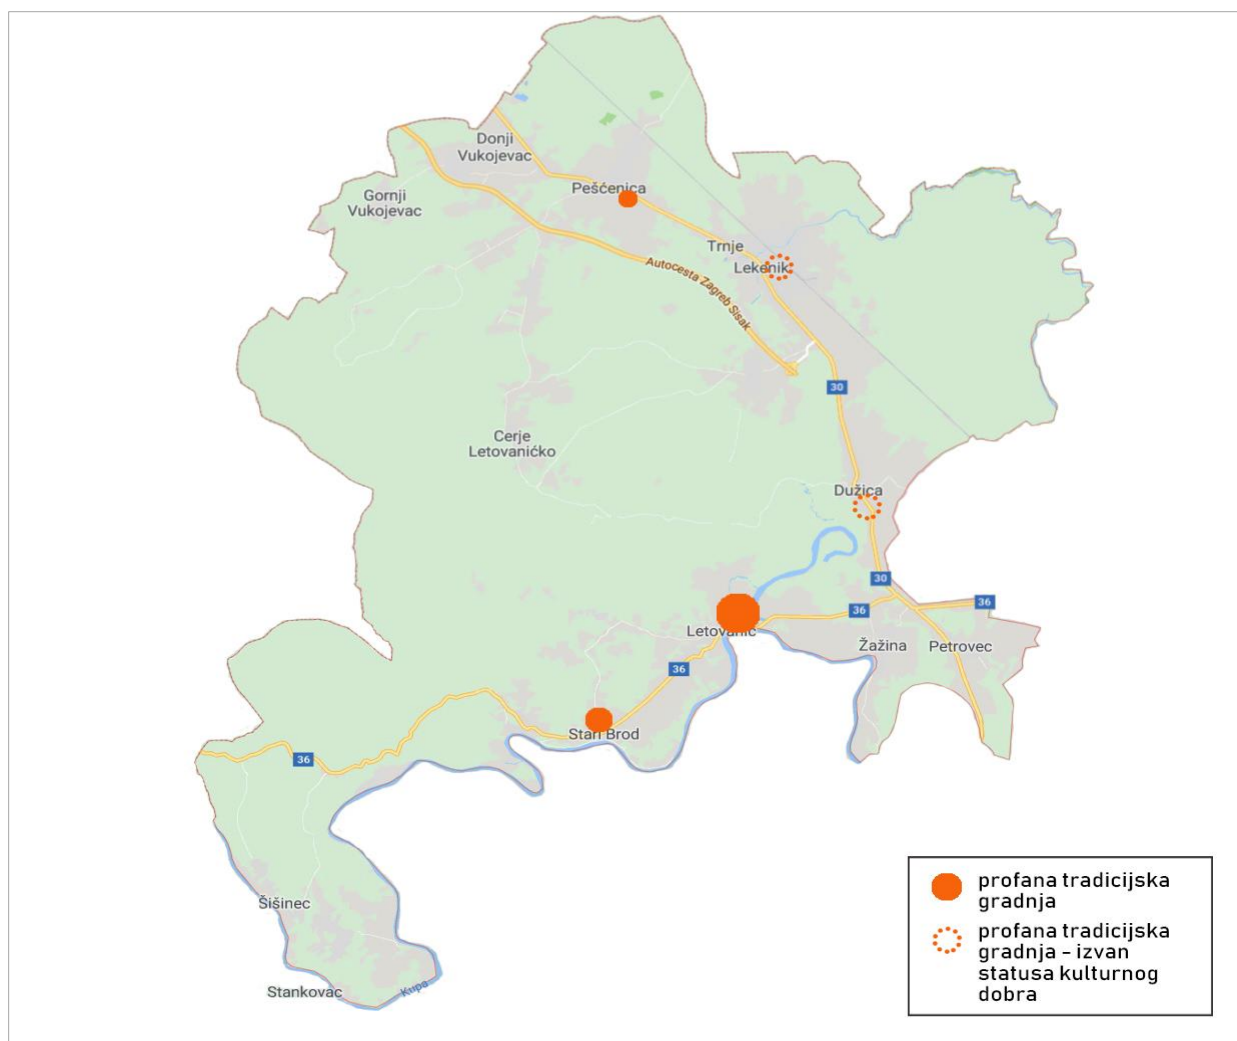 Donji
Vukojevac
Pešćenica
Gornji
Vukojevac
Trnje
Lekenik
Autocesta Zagreb Sisak
30
Cerje
Letovanićko
Dužica
30
36
36
Letovanić
Žažina
Petrovec
36
Stari Brod
36
Šišinec
Stankovac
Kupa
profana tradicijska
gradnja
profana tradicijska
gradnja - izvan
statusa kulturnog
dobra